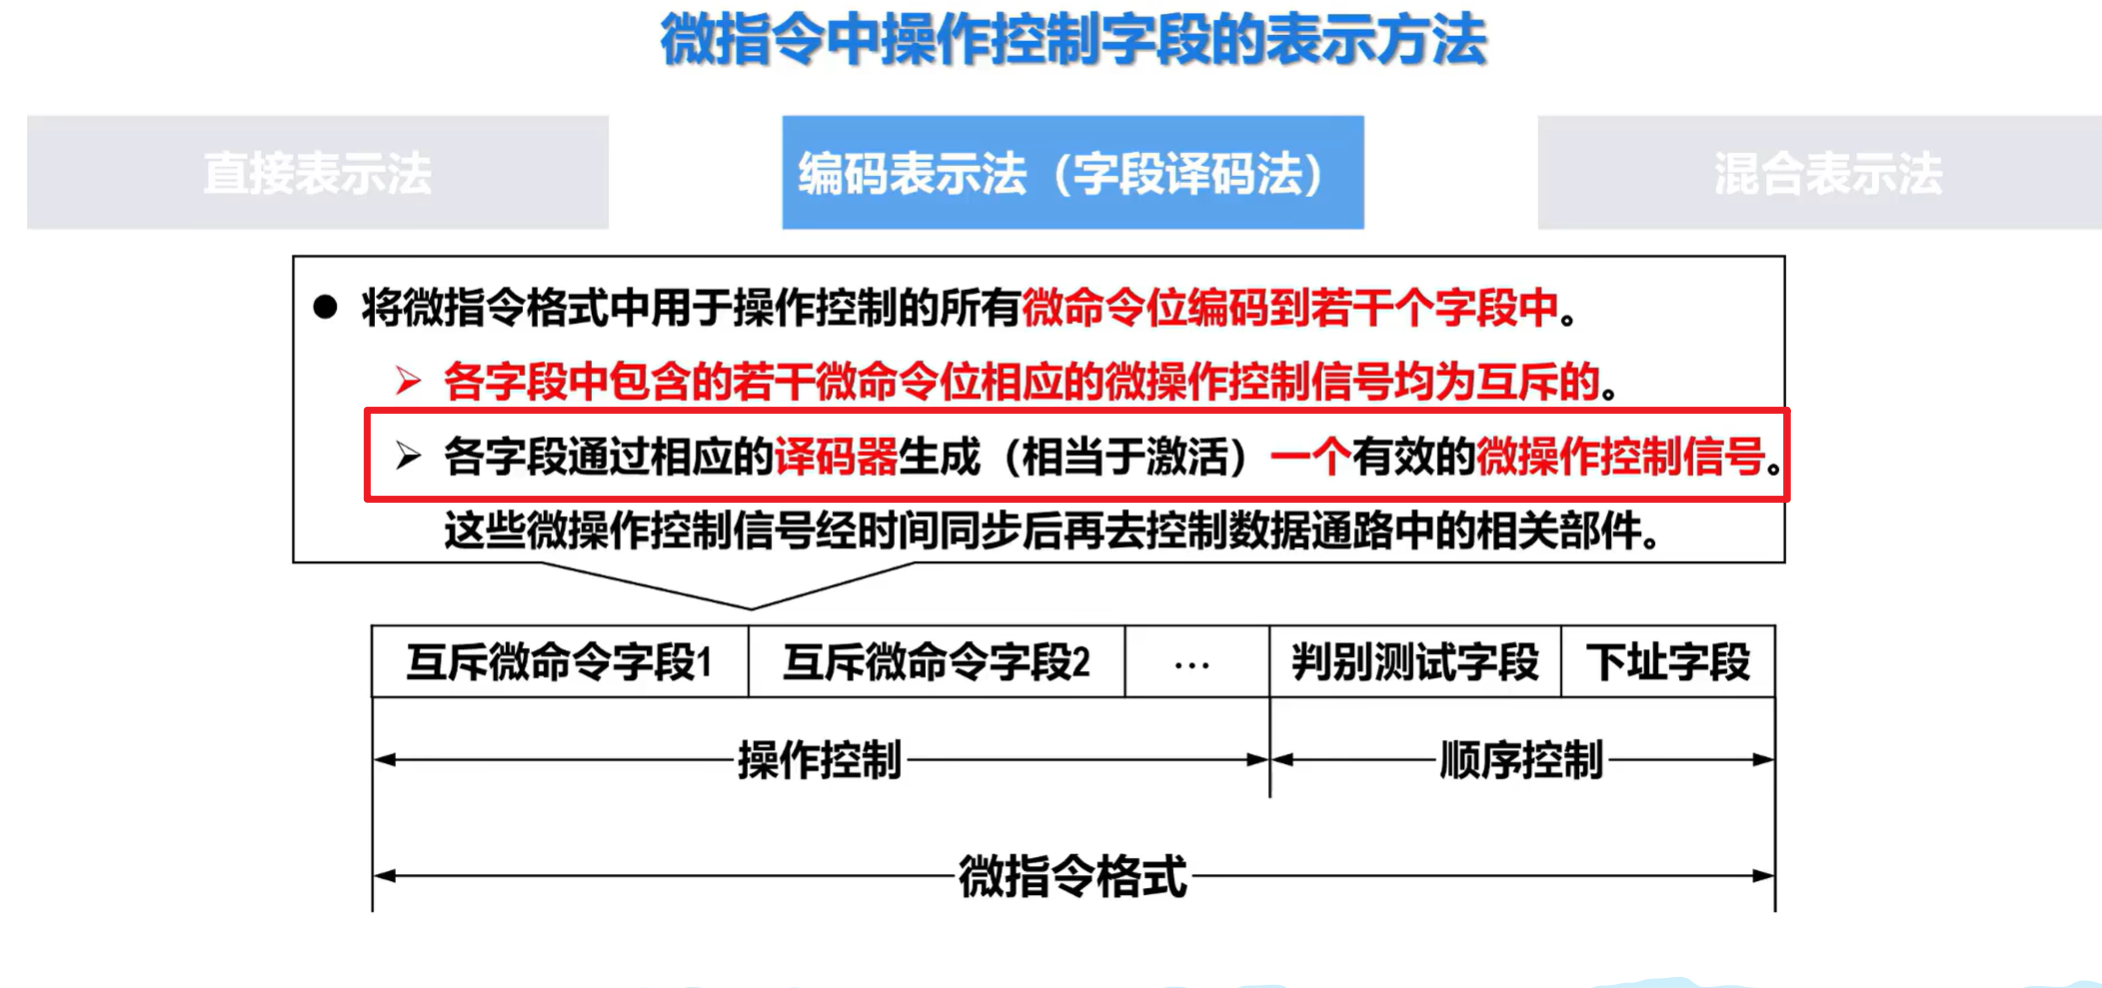 微指令中操作控制字段的表示方法
直接表示法
编码表示法（字段译码法）
混合表示法
● 将微指令格式中用于操作控制的所有微命令位编码到若干个字段中。
➢ 各字段中包含的若干微命令位相应的微操作控制信号均为互斥的。
➢ 各字段通过相应的译码器生成（相当于激活）一个有效的微操作控制信号。
这些微操作控制信号经时间同步后再去控制数据通路中的相关部件。
互斥微命令字段1
互斥微命令字段2
…
判别测试字段
下址字段
操作控制
顺序控制
微指令格式